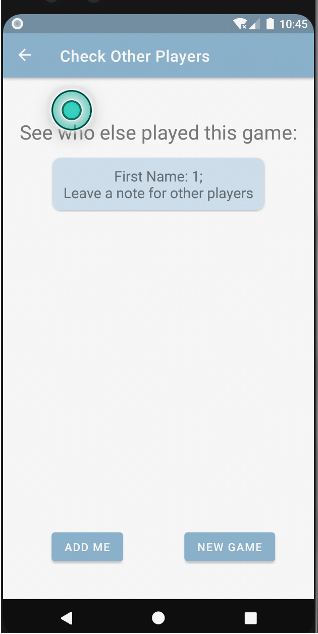 10:45
Check Other Players
See who else played this game:
First Name: 1;
Leave a note for other players
ADD ME
NEW GAME